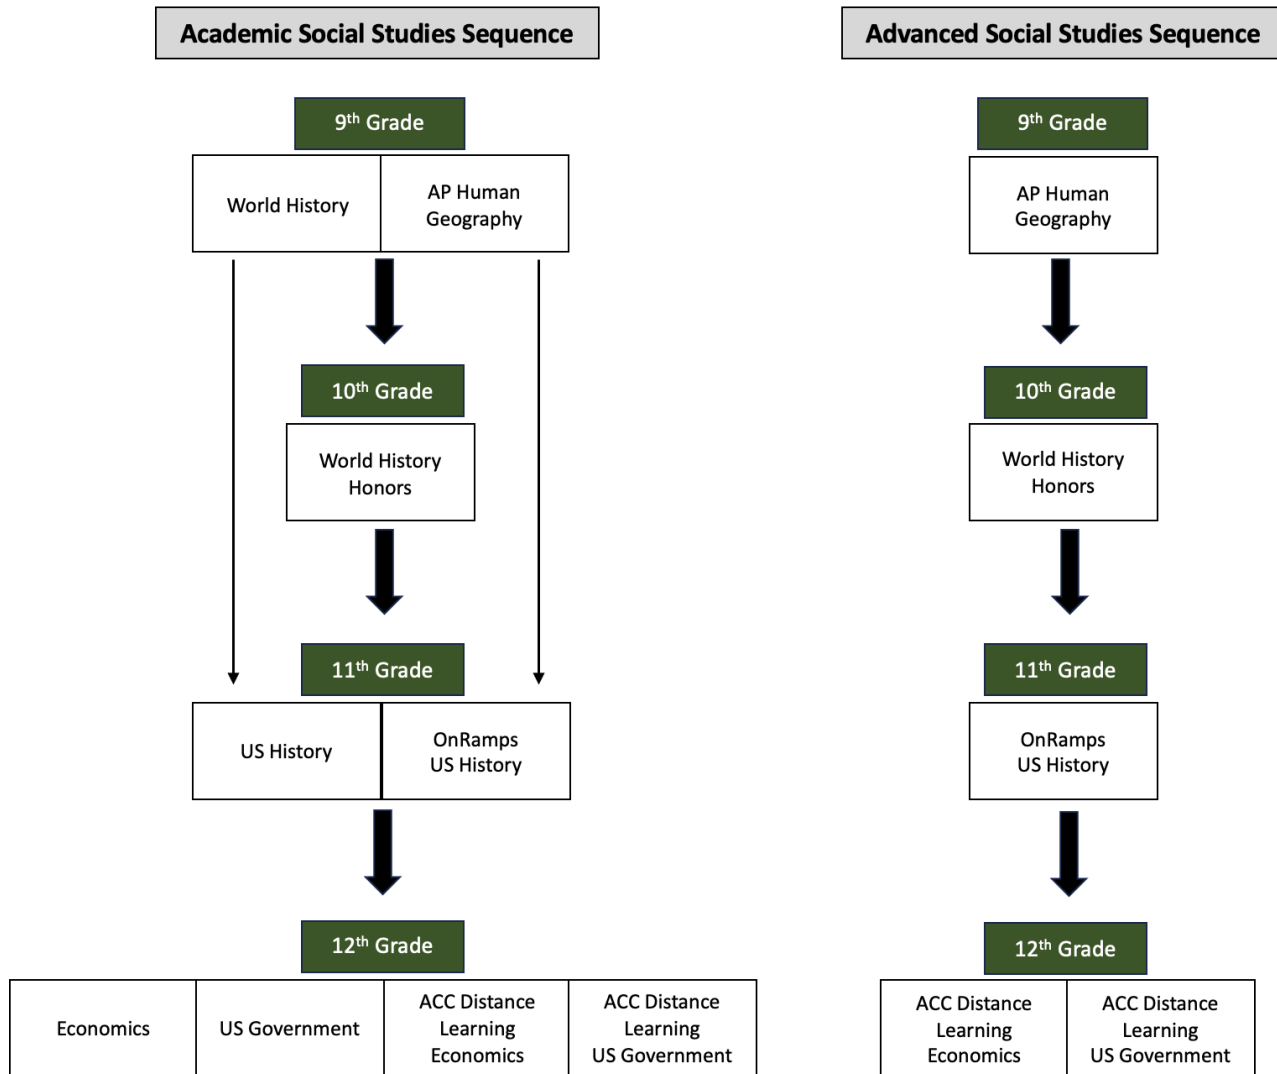 Academic Social Studies Sequence
9th Grade
World History
AP Human
Geography
10th Grade
World History
Honors
11th Grade
US History
OnRamps
US History
12th Grade
Economics
US Government
ACC Distance
Learning
Economics
ACC Distance
Learning
US Government
Advanced Social Studies Sequence
9th Grade
AP Human
Geography
10th Grade
World History
Honors
11th Grade
OnRamps
US History
12th Grade
ACC Distance
Learning
Economics
ACC Distance
Learning
US Government